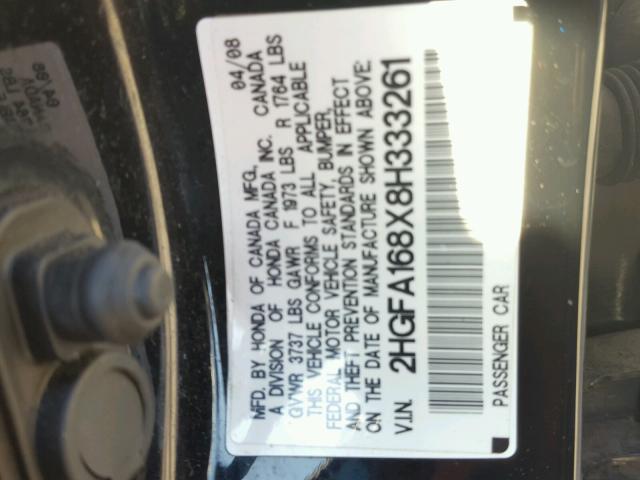 MFD. BY HONDA OF CANADA MFG. 04/08
A DIVISION OF HONDA CANADA INC. CANADA
GVWR 3737 LBS GAWR F 1973 LBS R 1764 LBS
THIS VEHICLE CONFORMS TO ALL APPLICABLE
FEDERAL MOTOR VEHICLE SAFETY, BUMPER,
AND THEFT PREVENTION STANDARDS IN EFFECT
ON THE DATE OF MANUFACTURE SHOWN ABOVE.
V.I.N. 2HGFA168X8H333261
PASSENGER CAR